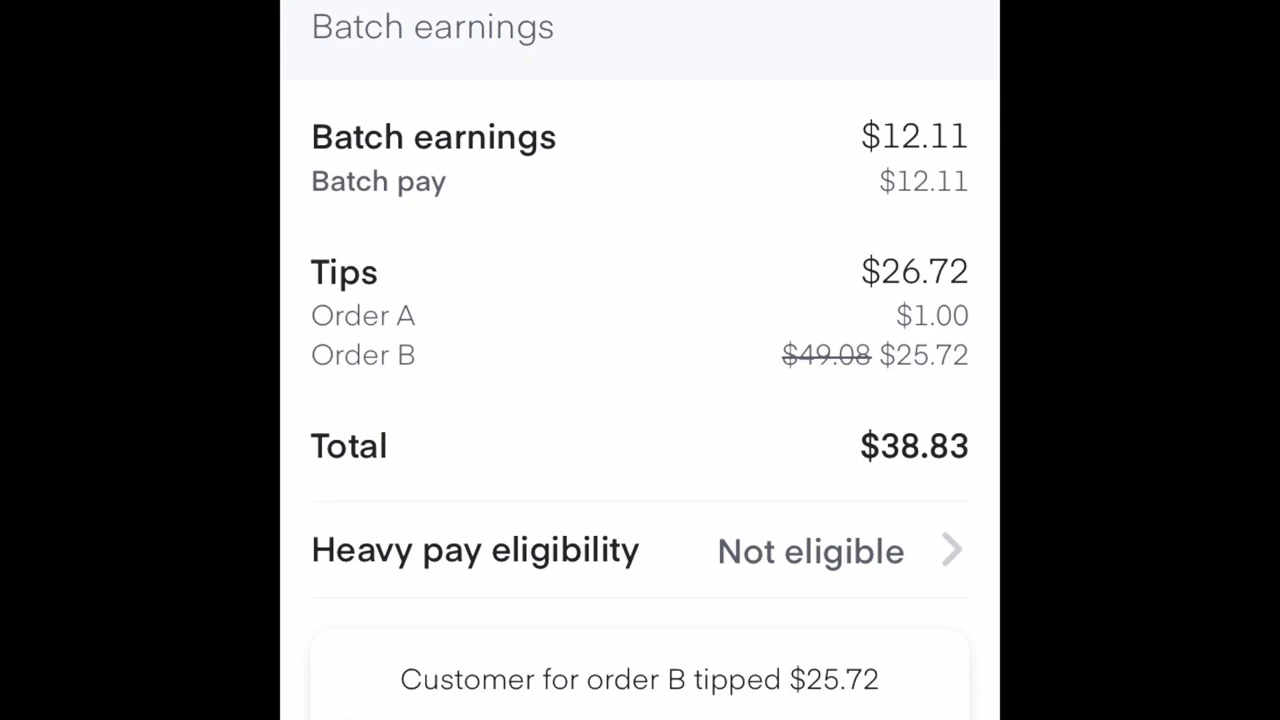 Batch earnings
Batch earnings $12.11
Batch pay $12.11
Tips $26.72
Order A $1.00
Order B $49.08 $25.72
Total $38.83
Heavy pay eligibility Not eligible
Customer for order B tipped $25.72